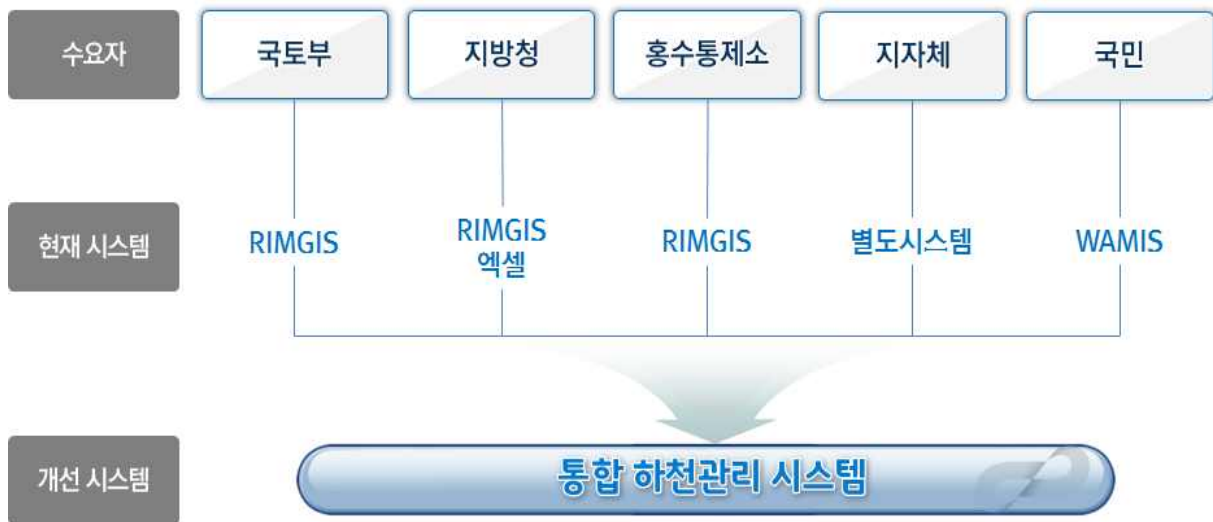 수요자
국토부
지방청
홍수통제소
지자체
국민
현재 시스템
RIMGIS
RIMGIS
엑셀
RIMGIS
별도시스템
WAMIS
개선 시스템
통합 하천관리 시스템